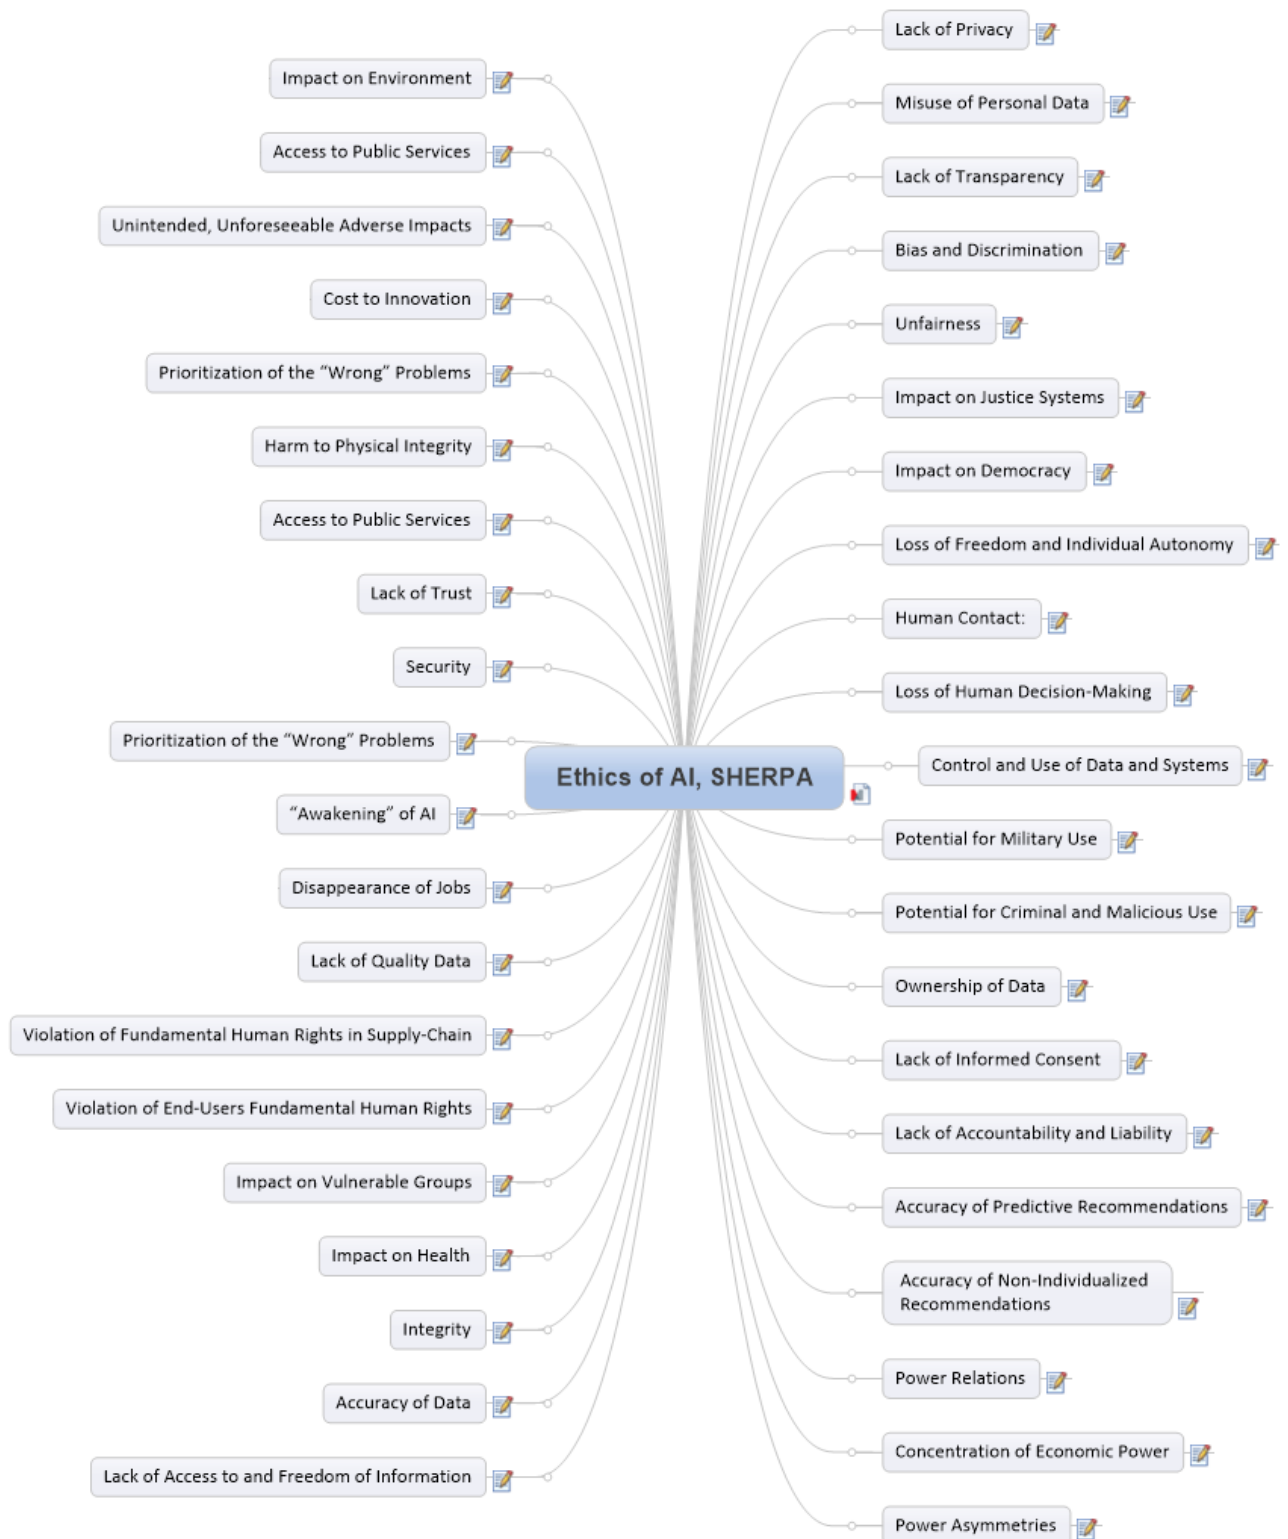 Lack of Privacy
Impact on Environment
Misuse of Personal Data
Access to Public Services
Lack of Transparency
Unintended, Unforeseeable Adverse Impacts
Bias and Discrimination
Cost to Innovation
Unfairness
Prioritization of the “Wrong” Problems
Impact on Justice Systems
Harm to Physical Integrity
Impact on Democracy
Access to Public Services
Loss of Freedom and Individual Autonomy
Lack of Trust
Human Contact:
Security
Loss of Human Decision-Making
Prioritization of the “Wrong” Problems
Control and Use of Data and Systems
Ethics of AI, SHERPA
“Awakening” of AI
Potential for Military Use
Disappearance of Jobs
Potential for Criminal and Malicious Use
Lack of Quality Data
Ownership of Data
Violation of Fundamental Human Rights in Supply-Chain
Lack of Informed Consent
Violation of End-Users Fundamental Human Rights
Lack of Accountability and Liability
Impact on Vulnerable Groups
Accuracy of Predictive Recommendations
Impact on Health
Accuracy of Non-Individualized
Recommendations
Integrity
Power Relations
Accuracy of Data
Concentration of Economic Power
Lack of Access to and Freedom of Information
Power Asymmetries